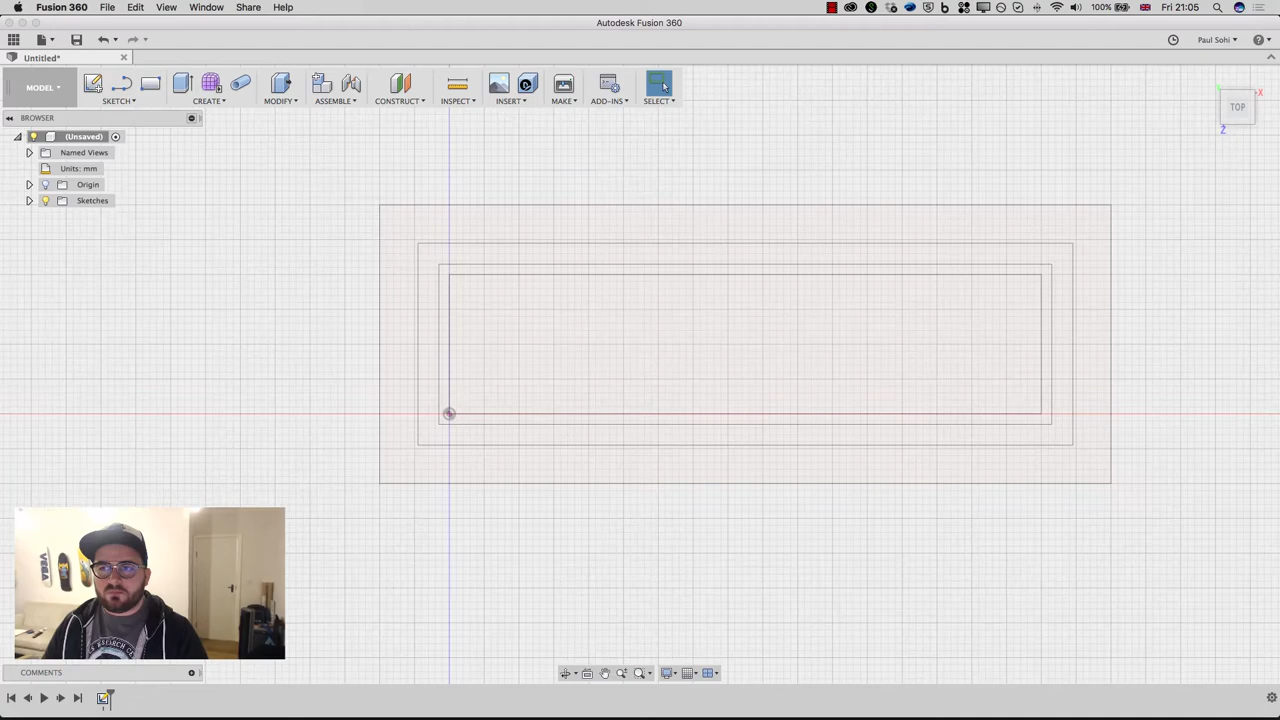 Fusion 360 File Edit View Window Share Help
100% Fri 21:05
Autodesk Fusion 360
Paul Sohi
Untitled*
MODEL
SKETCH CREATE MODIFY ASSEMBLE CONSTRUCT INSPECT INSERT MAKE ADD-INS SELECT
TOP
X
Z
BROWSER
(Unsaved)
Named Views
Units: mm
Origin
Sketches
VEGA
COMMENTS